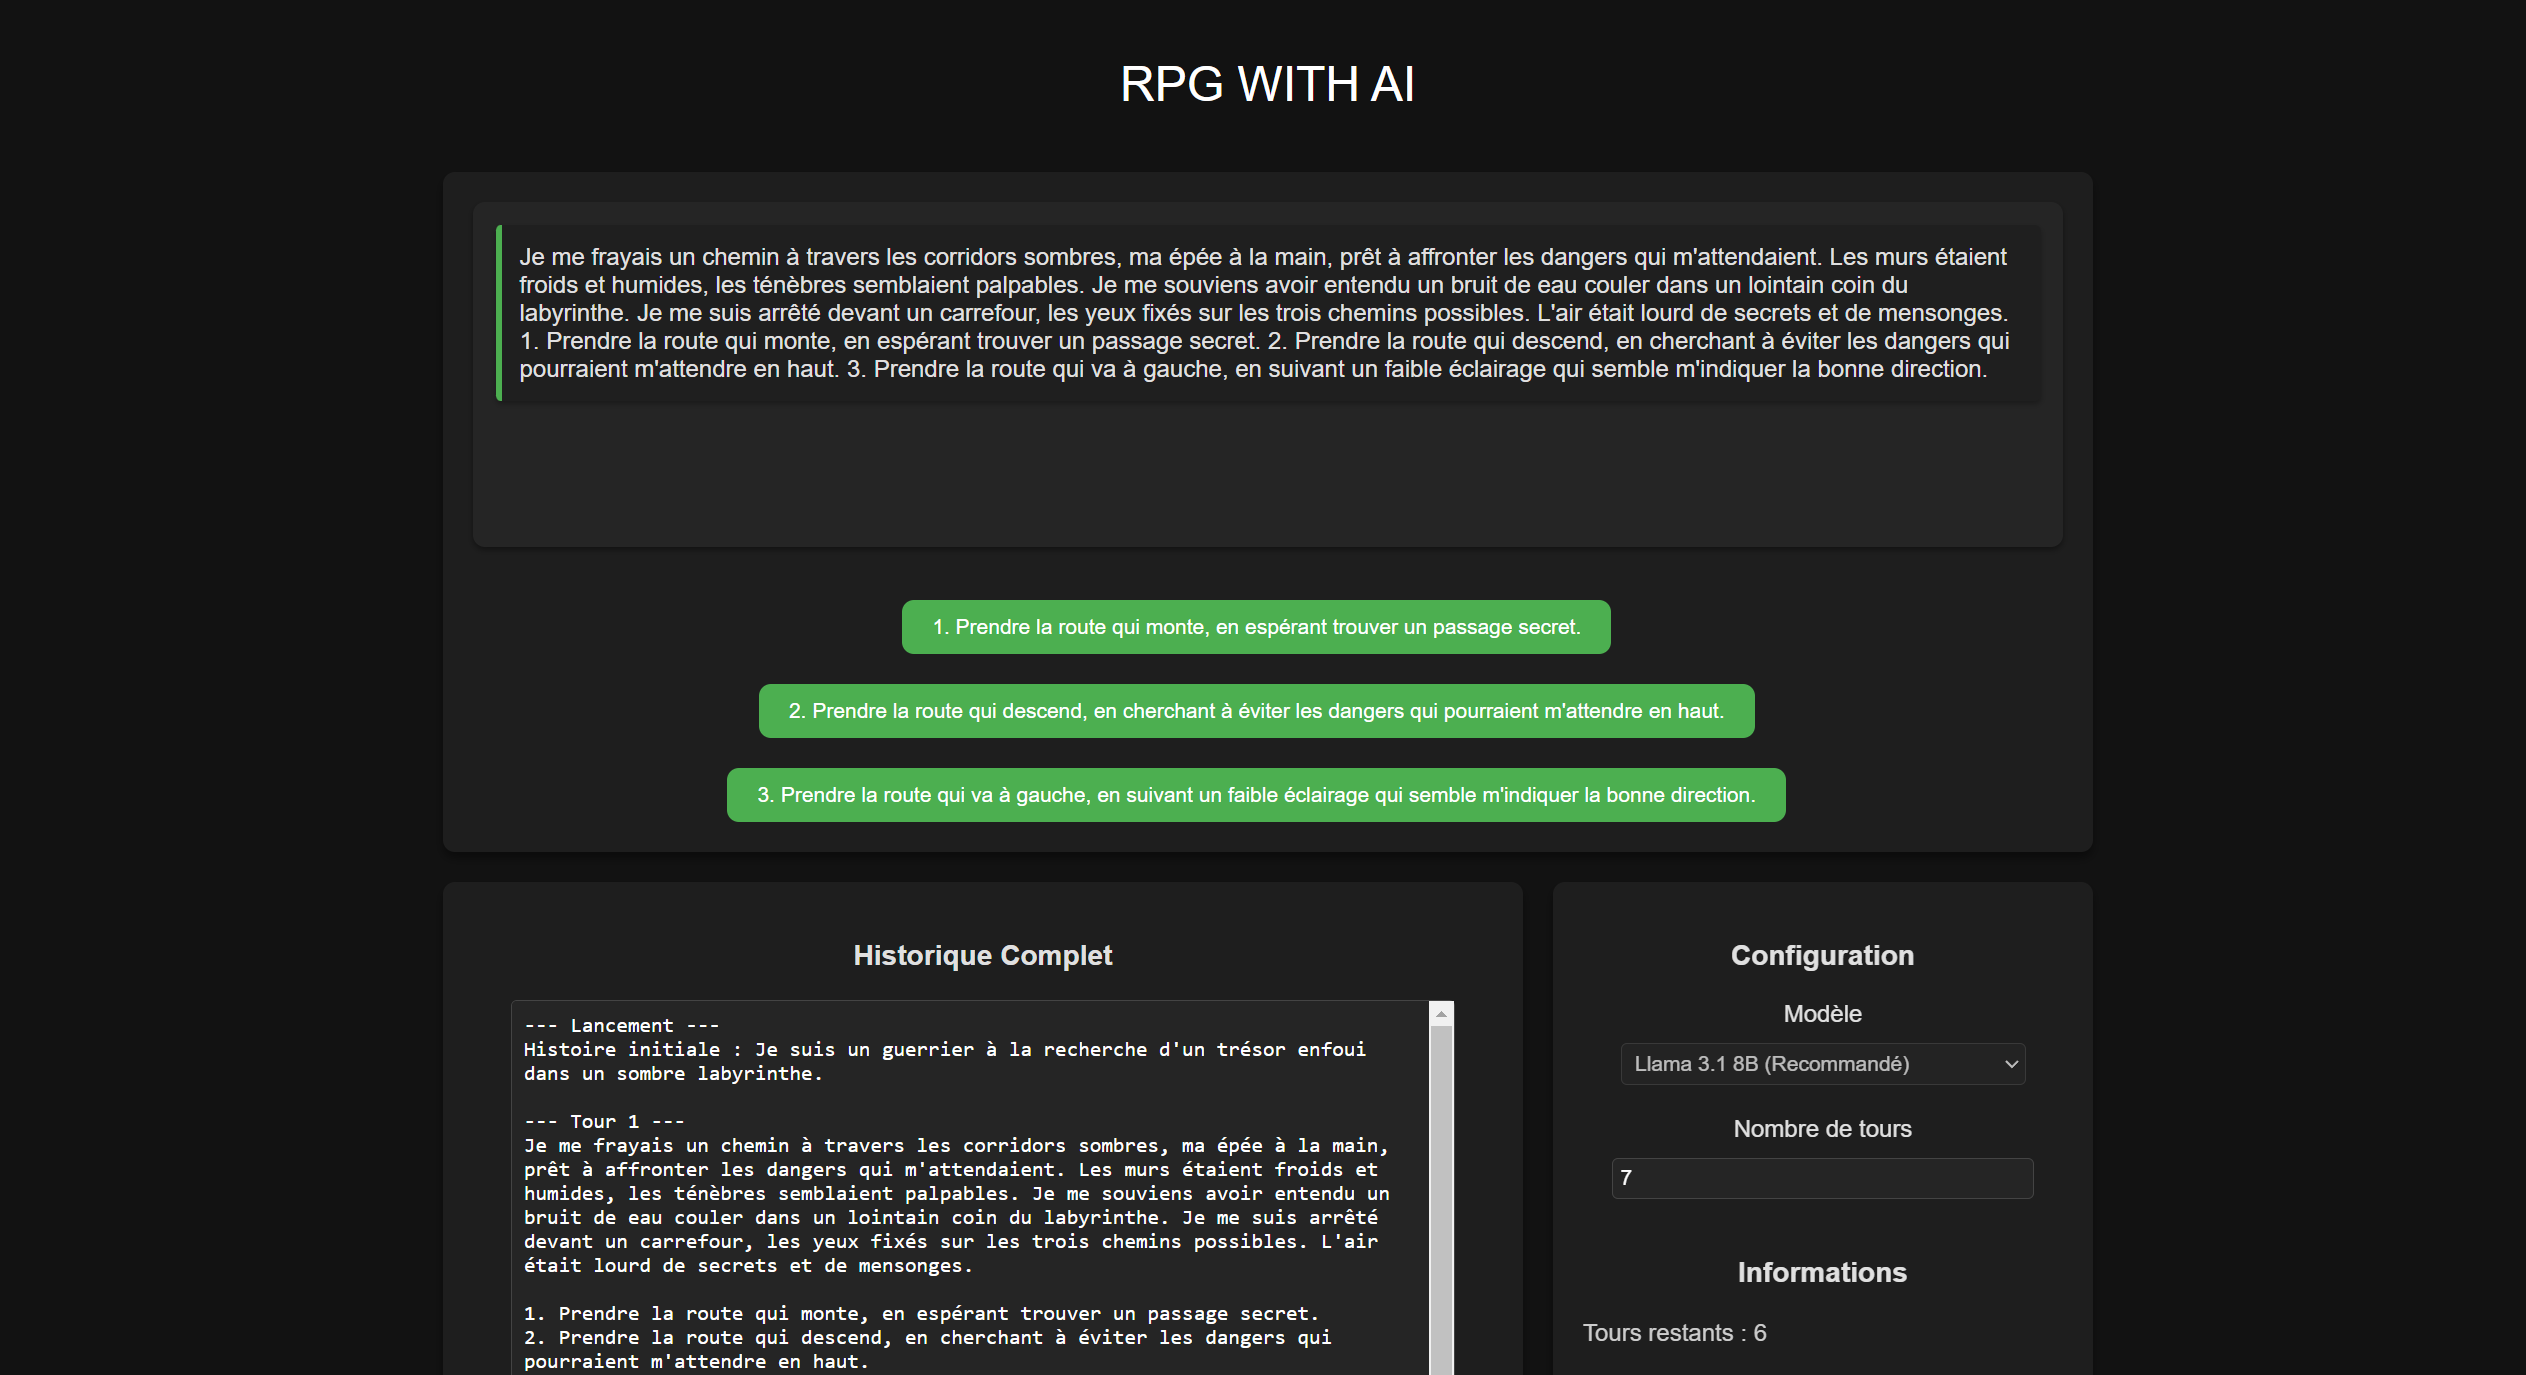 RPG WITH AI
Je me frayais un chemin à travers les corridors sombres, ma épée à la main, prêt à affronter les dangers qui m'attendaient. Les murs étaient
froids et humides, les ténèbres semblaient palpables. Je me souviens avoir entendu un bruit de eau couler dans un lointain coin du
labyrinthe. Je me suis arrêté devant un carrefour, les yeux fixés sur les trois chemins possibles. L'air était lourd de secrets et de mensonges.
1. Prendre la route qui monte, en espérant trouver un passage secret. 2. Prendre la route qui descend, en cherchant à éviter les dangers qui
pourraient m'attendre en haut. 3. Prendre la route qui va à gauche, en suivant un faible éclairage qui semble m'indiquer la bonne direction.
1. Prendre la route qui monte, en espérant trouver un passage secret.
2. Prendre la route qui descend, en cherchant à éviter les dangers qui pourraient m'attendre en haut.
3. Prendre la route qui va à gauche, en suivant un faible éclairage qui semble m'indiquer la bonne direction.
Historique Complet
--- Lancement ---
Histoire initiale : Je suis un guerrier à la recherche d'un trésor enfoui
dans un sombre labyrinthe.
--- Tour 1 ---
Je me frayais un chemin à travers les corridors sombres, ma épée à la main,
prêt à affronter les dangers qui m'attendaient. Les murs étaient froids et
humides, les ténèbres semblaient palpables. Je me souviens avoir entendu un
bruit de eau couler dans un lointain coin du labyrinthe. Je me suis arrêté
devant un carrefour, les yeux fixés sur les trois chemins possibles. L'air
était lourd de secrets et de mensonges.
1. Prendre la route qui monte, en espérant trouver un passage secret.
2. Prendre la route qui descend, en cherchant à éviter les dangers qui
pourraient m'attendre en haut.
Configuration
Modèle
Llama 3.1 8B (Recommandé)
Nombre de tours
7
Informations
Tours restants : 6